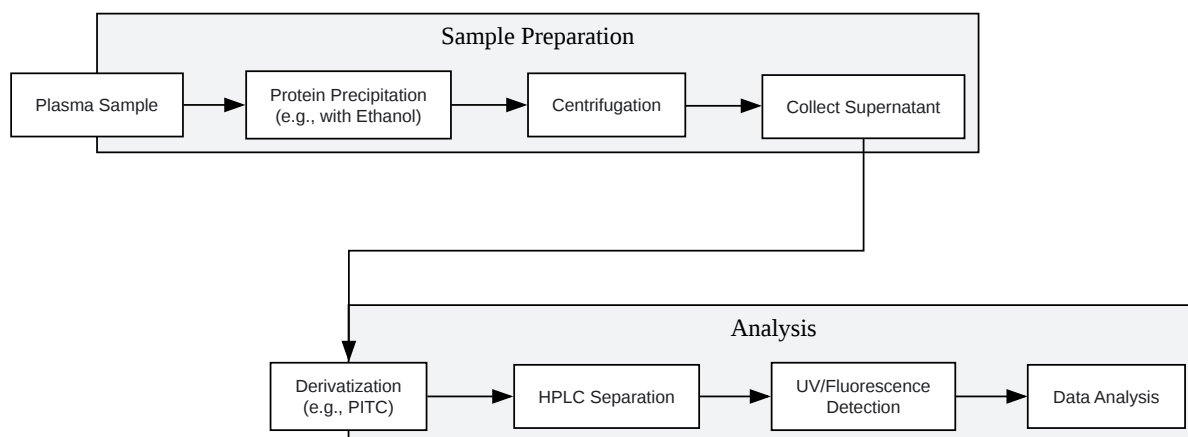 Sample Preparation
Plasma Sample
Protein Precipitation
(e.g., with Ethanol)
Centrifugation
Collect Supernatant
Analysis
Derivatization
(e.g., PITC)
HPLC Separation
UV/Fluorescence
Detection
Data Analysis